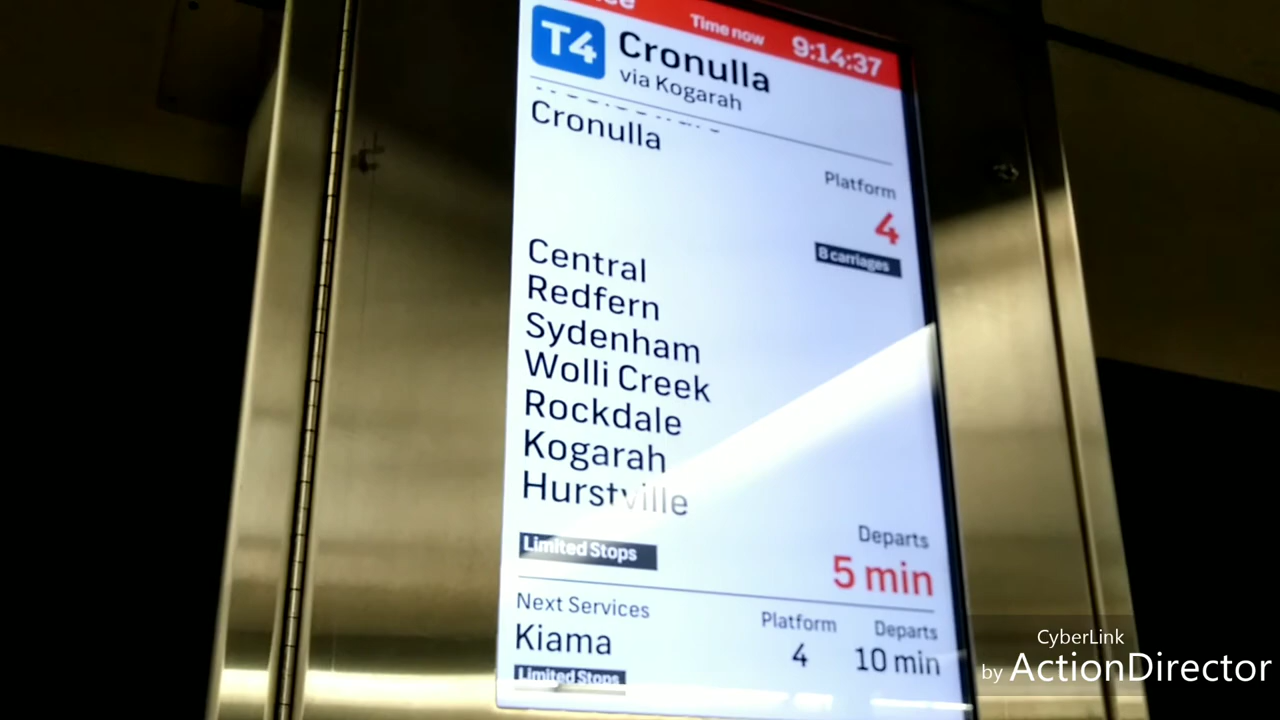 Time now 9:14:37
T4 Cronulla
via Kogarah
Cronulla
Platform
4
8 carriages
Central
Redfern
Sydenham
Wolli Creek
Rockdale
Kogarah
Hurstville
Limited Stops
Departs
5 min
Next Services Platform Departs
Kiama 4 10 min
Limited Stops
CyberLink
by ActionDirector